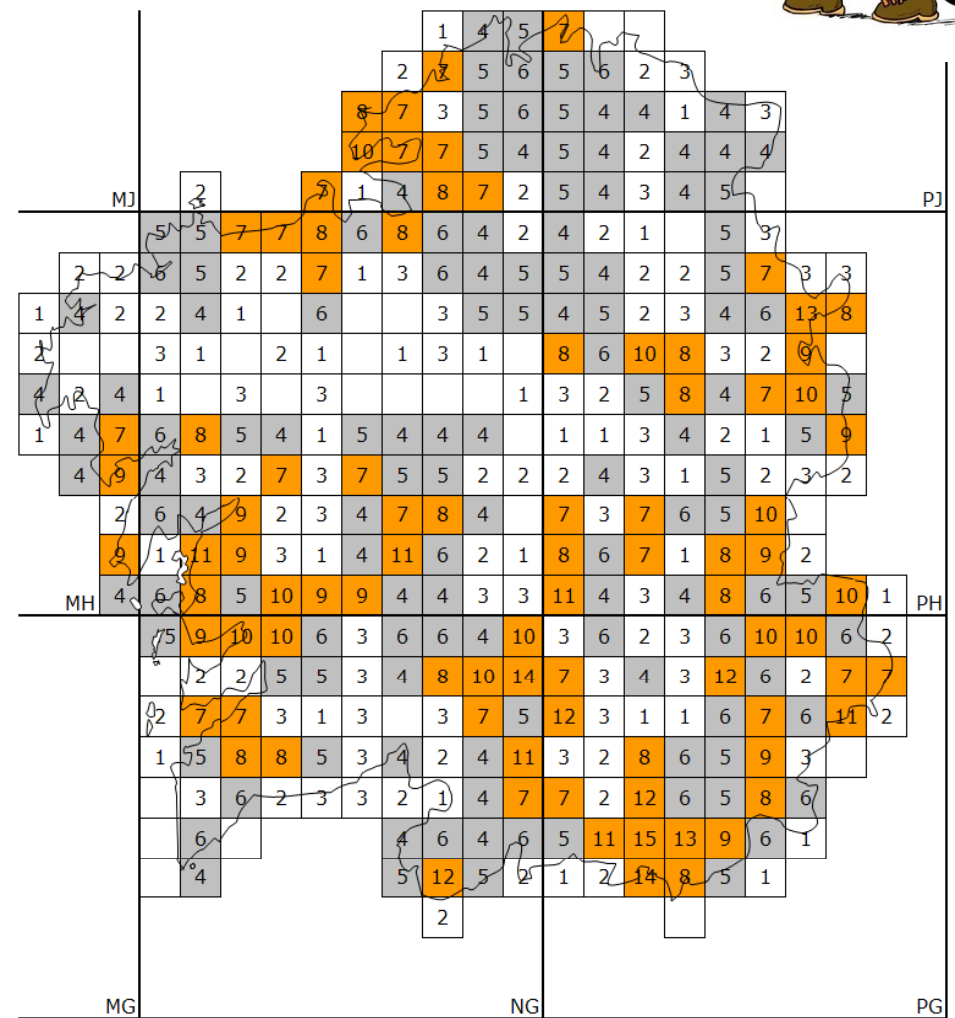 1 4 5 7
2 7 5 6 5 6 2 3
8 7 3 5 6 5 4 4 1 4 3
10 7 7 5 4 5 4 2 4 4 4
MJ 2 7 1 4 8 7 2 5 4 3 4 5 PJ
5 5 7 7 8 6 8 6 4 2 4 2 1 5 3
2 2 6 5 2 2 7 1 3 6 4 5 5 4 2 2 5 7 3 3
1 4 2 2 4 1 6 3 5 5 4 5 2 3 4 6 13 8
2 3 1 2 1 1 3 1 8 6 10 8 3 2 9
4 2 4 1 3 3 1 3 2 5 8 4 7 10 5
1 4 7 6 8 5 4 1 5 4 4 4 1 1 3 4 2 1 5 9
4 9 4 3 2 7 3 7 5 5 2 2 2 4 3 1 5 2 3 2
2 6 4 9 2 3 4 7 8 4 7 3 7 6 5 10
9 1 11 9 3 1 4 11 6 2 1 8 6 7 1 8 9 2
MH 4 6 8 5 10 9 9 4 4 3 3 11 4 3 4 8 6 5 10 1 PH
5 9 10 10 6 3 6 6 4 10 3 6 2 3 6 10 10 6 2
2 2 5 5 3 4 8 10 14 7 3 4 3 12 6 2 7 7
2 7 7 3 1 3 3 7 5 12 3 1 1 6 7 6 11 2
1 5 8 8 5 3 4 2 4 11 3 2 8 6 5 9 3
3 6 2 3 3 2 1 4 7 7 2 12 6 5 8 6
6 4 6 4 6 5 11 15 13 9 6 1
4 5 12 5 2 1 2 14 8 5 1
2
MG NG PG